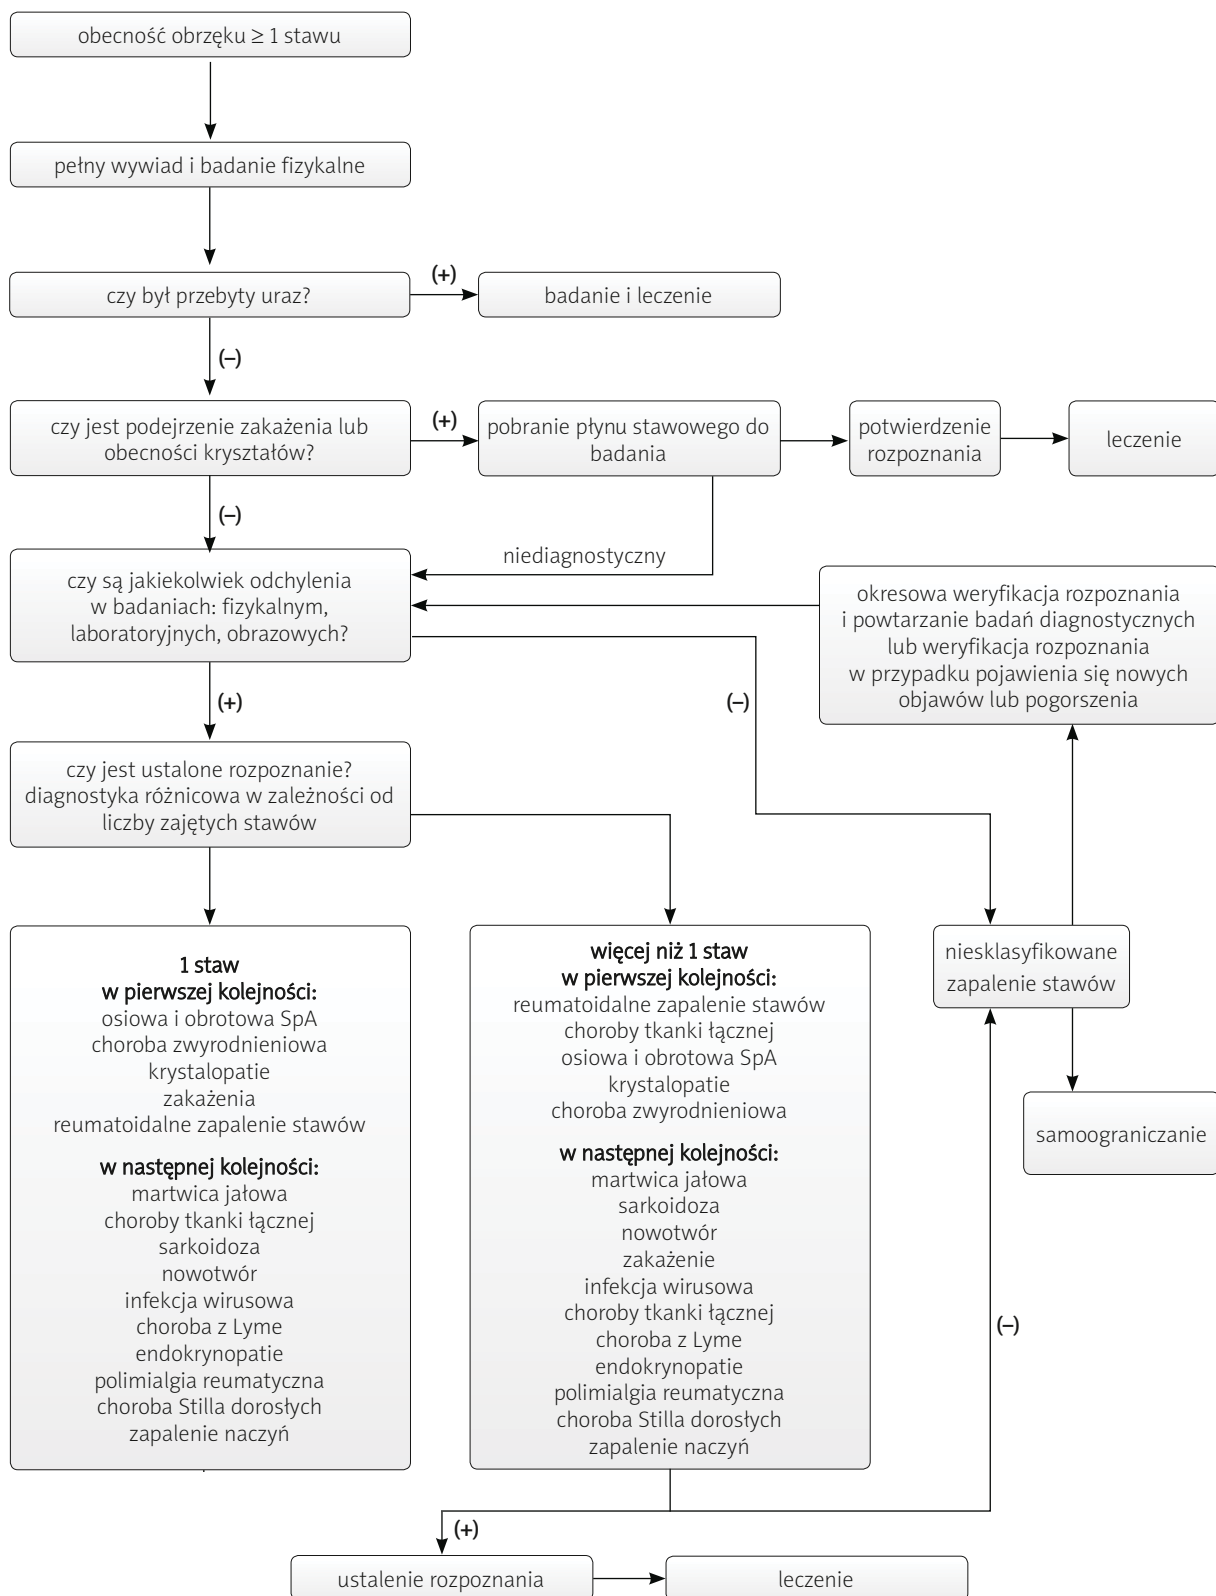 obecność obrzęku ≥ 1 stawu
pełny wywiad i badanie fizykalne
czy był przebyty uraz?
(+)
badanie i leczenie
(–)
czy jest podejrzenie zakażenia lub
obecności kryształów?
(+)
pobranie płynu stawowego do
badania
potwierdzenie
rozpoznania
leczenie
(–)
niediagnostyczny
czy są jakiekolwiek odchylenia
w badaniach: fizykalnym,
laboratoryjnych, obrazowych?
okresowa weryfikacja rozpoznania
i powtarzanie badań diagnostycznych
lub weryfikacja rozpoznania
w przypadku pojawienia się nowych
objawów lub pogorszenia
(+)
(–)
czy jest ustalone rozpoznanie?
diagnostyka różnicowa w zależności od
liczby zajętych stawów
1 staw
w pierwszej kolejności:
osiowa i obrotowa SpA
choroba zwyrodnieniowa
krystalopatie
zakażenia
reumatoidalne zapalenie stawów
w następnej kolejności:
martwica jałowa
choroby tkanki łącznej
sarkoidoza
nowotwór
infekcja wirusowa
choroba z Lyme
endokrynopatie
polimialgia reumatyczna
choroba Stilla dorosłych
zapalenie naczyń
więcej niż 1 staw
w pierwszej kolejności:
reumatoidalne zapalenie stawów
choroby tkanki łącznej
osiowa i obrotowa SpA
krystalopatie
choroba zwyrodnieniowa
w następnej kolejności:
martwica jałowa
sarkoidoza
nowotwór
zakażenie
infekcja wirusowa
choroby tkanki łącznej
choroba z Lyme
endokrynopatie
polimialgia reumatyczna
choroba Stilla dorosłych
zapalenie naczyń
niesklasyfikowane
zapalenie stawów
samoograniczanie
(–)
(+)
ustalenie rozpoznania
leczenie